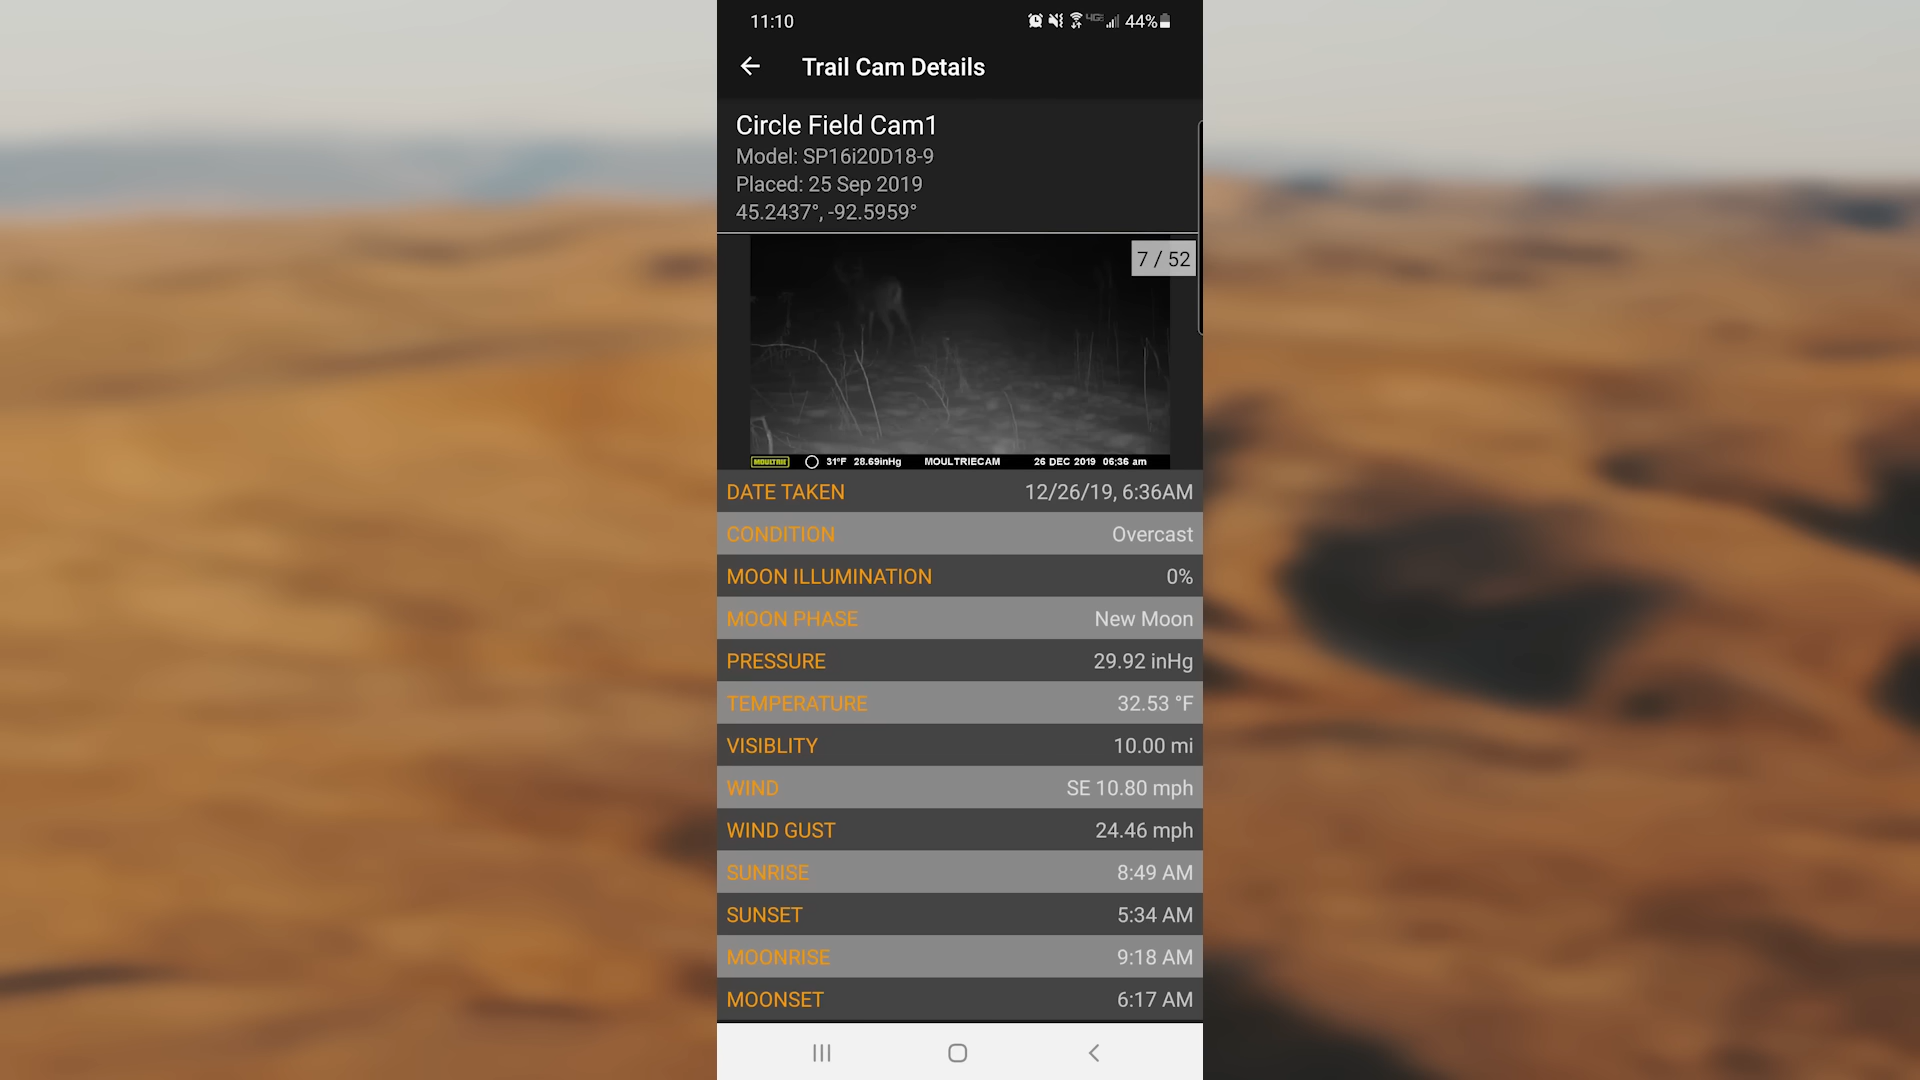 11:10 44%
Trail Cam Details
Circle Field Cam1
Model: SP16i20D18-9
Placed: 25 Sep 2019
45.2437°, -92.5959°
7 / 52
MOULTRIE 31°F 28.69inHg MOULTRIECAM 26 DEC 2019 06:36 am
DATE TAKEN 12/26/19, 6:36AM
CONDITION Overcast
MOON ILLUMINATION 0%
MOON PHASE New Moon
PRESSURE 29.92 inHg
TEMPERATURE 32.53 °F
VISIBLITY 10.00 mi
WIND SE 10.80 mph
WIND GUST 24.46 mph
SUNRISE 8:49 AM
SUNSET 5:34 AM
MOONRISE 9:18 AM
MOONSET 6:17 AM